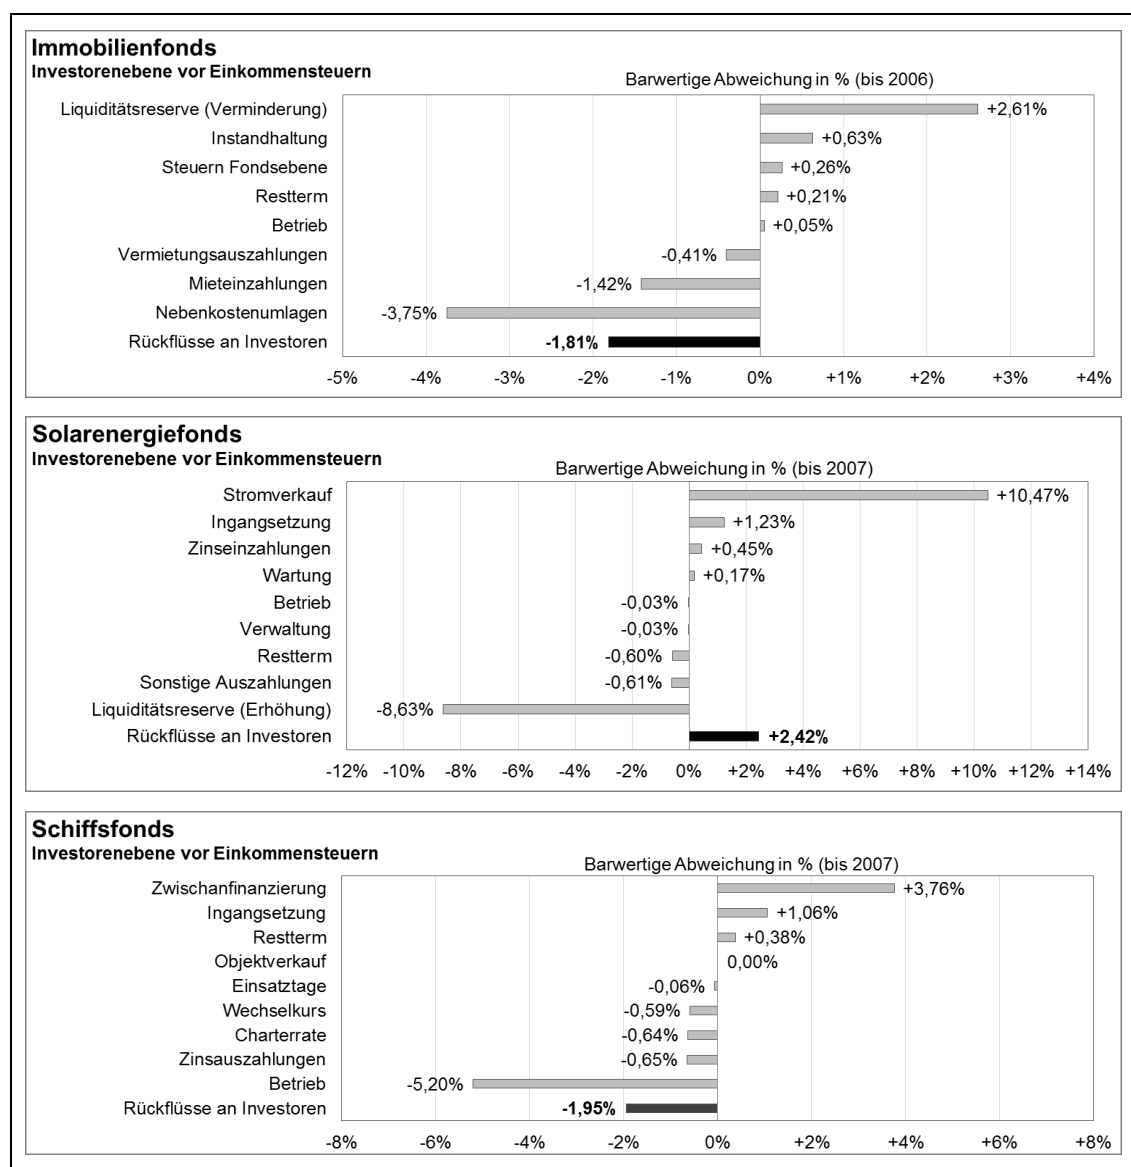 Immobilienfonds
Investorenebene vor Einkommensteuern
Barwertige Abweichung in % (bis 2006)
Liquiditätsreserve (Verminderung) +2,61%
Instandhaltung +0,63%
Steuern Fondsebene +0,26%
Restterm +0,21%
Betrieb +0,05%
Vermietungsauszahlungen -0,41%
Mieteinzahlungen -1,42%
Nebenkostenumlagen -3,75%
Rückflüsse an Investoren -1,81%
-5% -4% -3% -2% -1% 0% +1% +2% +3% +4%
Solarenergiefonds
Investorenebene vor Einkommensteuern
Barwertige Abweichung in % (bis 2007)
Stromverkauf +10,47%
Ingangsetzung +1,23%
Zinseinzahlungen +0,45%
Wartung +0,17%
Betrieb -0,03%
Verwaltung -0,03%
Restterm -0,60%
Sonstige Auszahlungen -0,61%
Liquiditätsreserve (Erhöhung) -8,63%
Rückflüsse an Investoren +2,42%
-12% -10% -8% -6% -4% -2% 0% +2% +4% +6% +8% +10% +12% +14%
Schiffsfonds
Investorenebene vor Einkommensteuern
Barwertige Abweichung in % (bis 2007)
Zwischanfinanzierung +3,76%
Ingangsetzung +1,06%
Restterm +0,38%
Objektverkauf 0,00%
Einsatztage -0,06%
Wechselkurs -0,59%
Charterrate -0,64%
Zinsauszahlungen -0,65%
Betrieb -5,20%
Rückflüsse an Investoren -1,95%
-8% -6% -4% -2% 0% +2% +4% +6% +8%